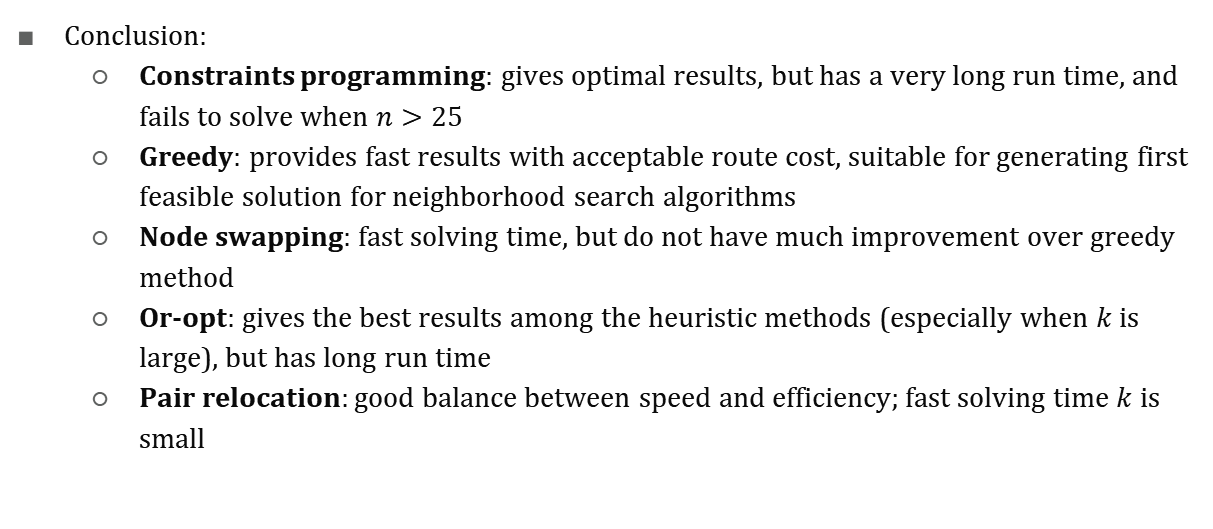 Conclusion:
Constraints programming: gives optimal results, but has a very long run time, and
fails to solve when n > 25
Greedy: provides fast results with acceptable route cost, suitable for generating first
feasible solution for neighborhood search algorithms
Node swapping: fast solving time, but do not have much improvement over greedy
method
Or-opt: gives the best results among the heuristic methods (especially when k is
large), but has long run time
Pair relocation: good balance between speed and efficiency; fast solving time k is
small